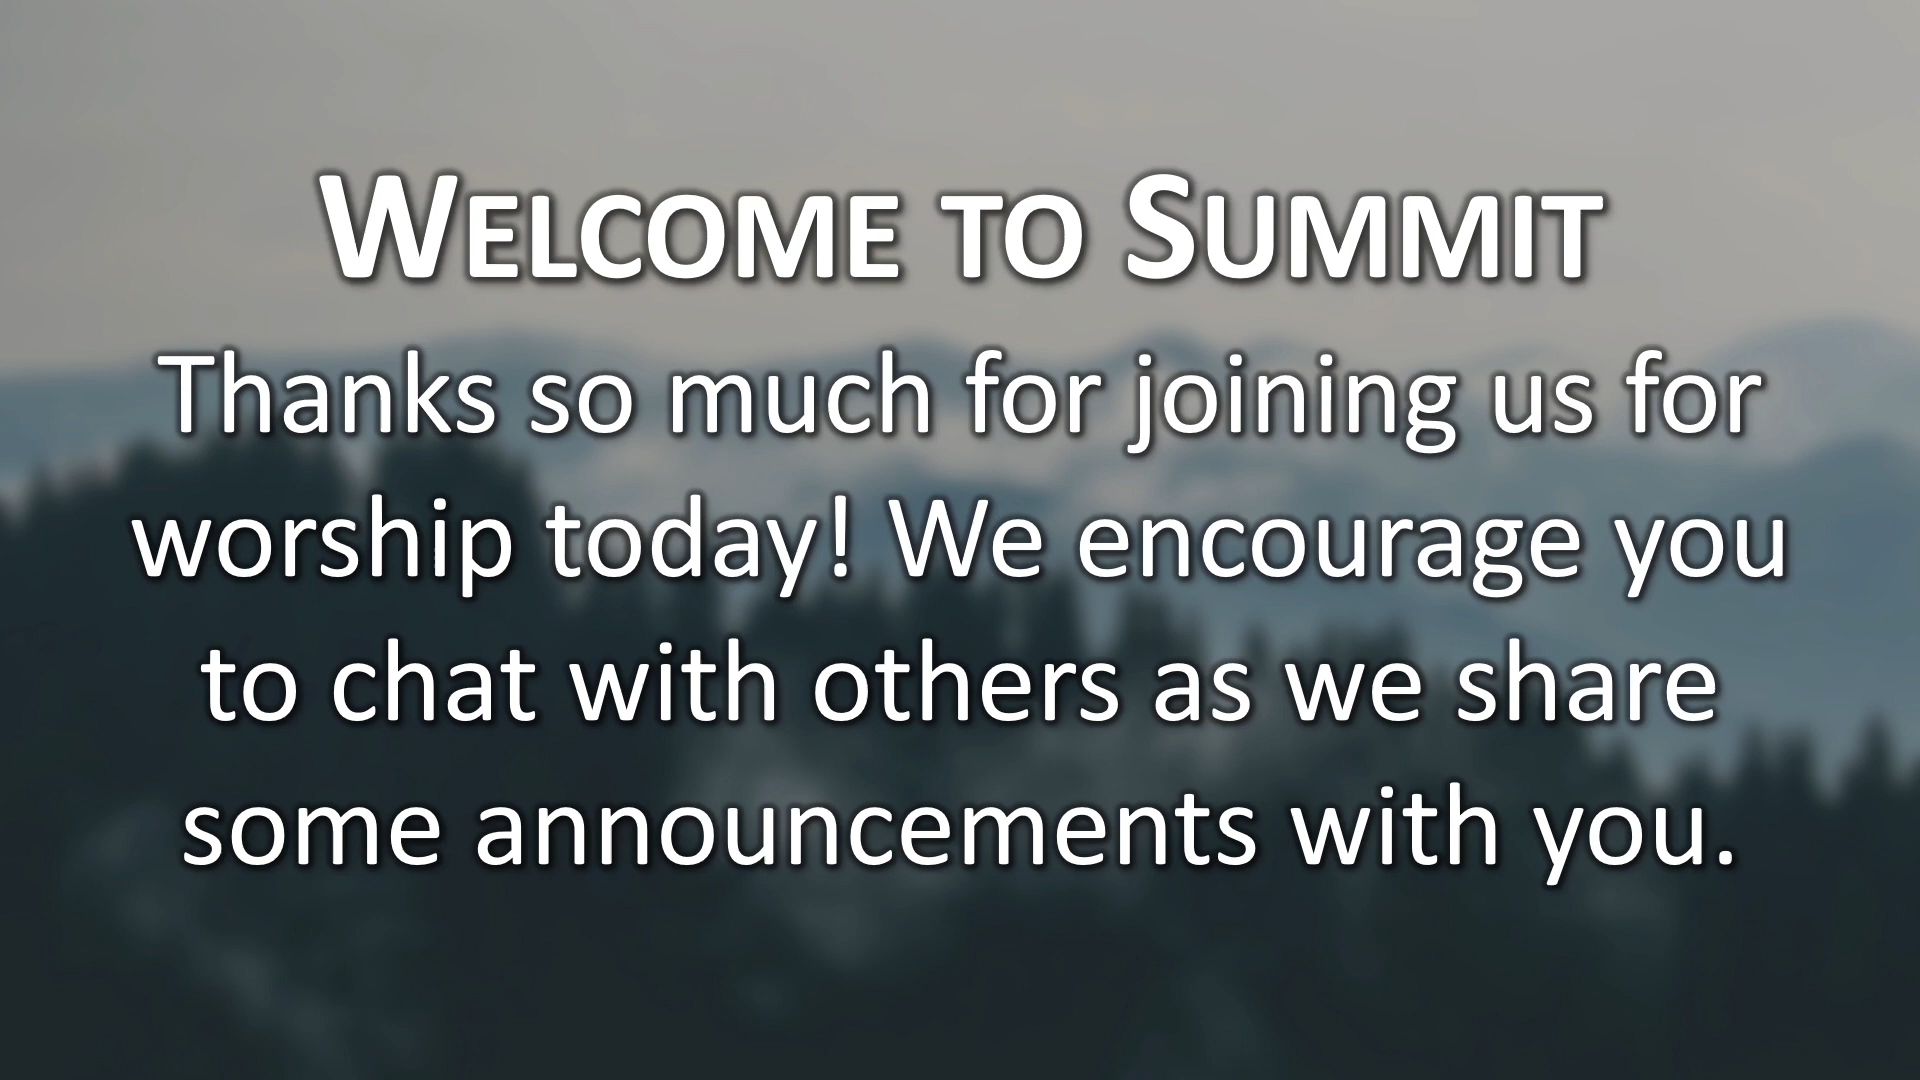 Welcome to Summit
Thanks so much for joining us for
worship today! We encourage you
to chat with others as we share
some announcements with you.